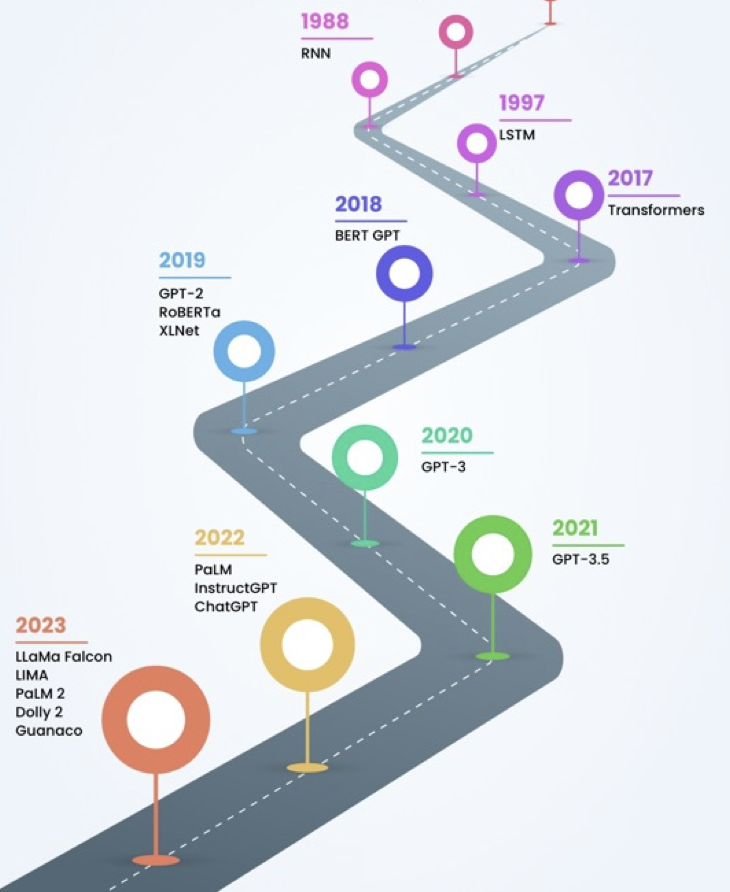 1988
RNN
1997
LSTM
2017
Transformers
2018
BERT GPT
2019
GPT-2
RoBERTa
XLNet
2020
GPT-3
2021
GPT-3.5
2022
PaLM
InstructGPT
ChatGPT
2023
LLaMa Falcon
LIMA
PaLM 2
Dolly 2
Guanaco